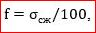 f = σсж/100,